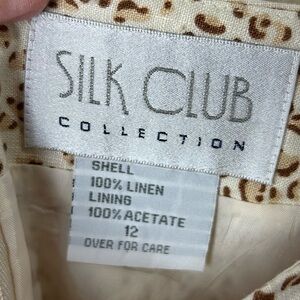 SILK CLUB
COLLECTION
SHELL
100% LINEN
LINING
100% ACETATE
12
OVER FOR CARE